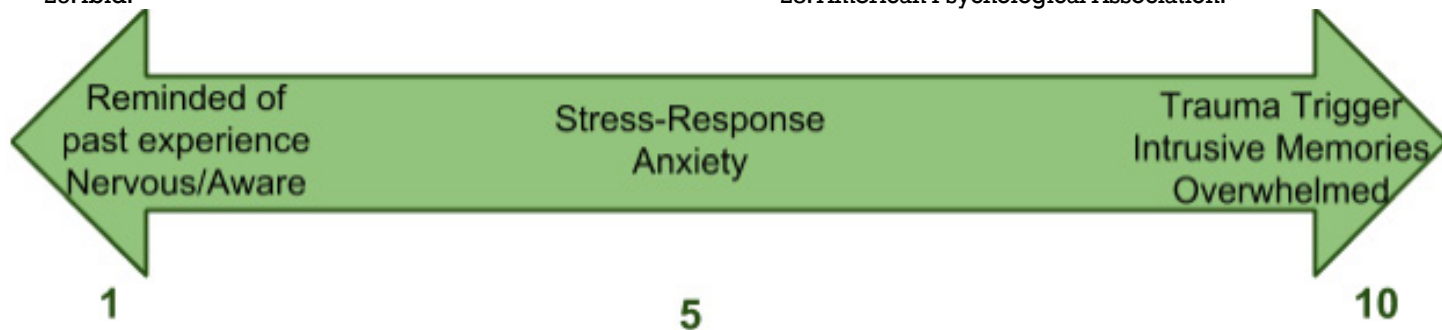 Reminded of
past experience
Nervous/Aware
Stress-Response
Anxiety
Trauma Trigger
Intrusive Memories
Overwhelmed
1
5
10